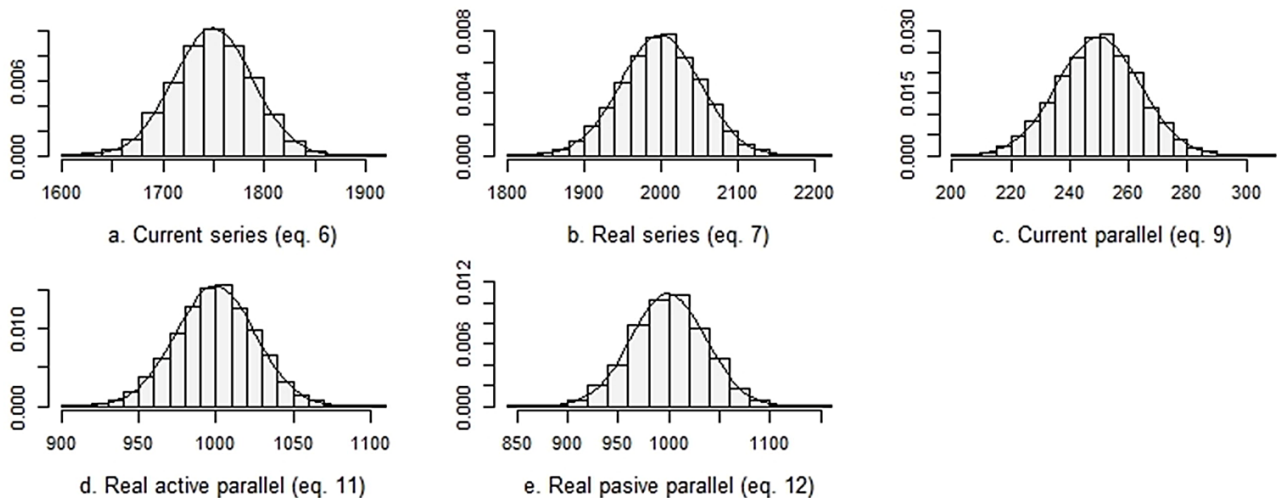 0.000 0.006
1600 1700 1800 1900
a. Current series (eq. 6)
0.000 0.004 0.008
1800 1900 2000 2100 2200
b. Real series (eq. 7)
0.000 0.015 0.030
200 220 240 260 280 300
c. Current parallel (eq. 9)
0.000 0.010
900 950 1000 1050 1100
d. Real active parallel (eq. 11)
0.000 0.006 0.012
850 900 950 1000 1100
e. Real pasive parallel (eq. 12)